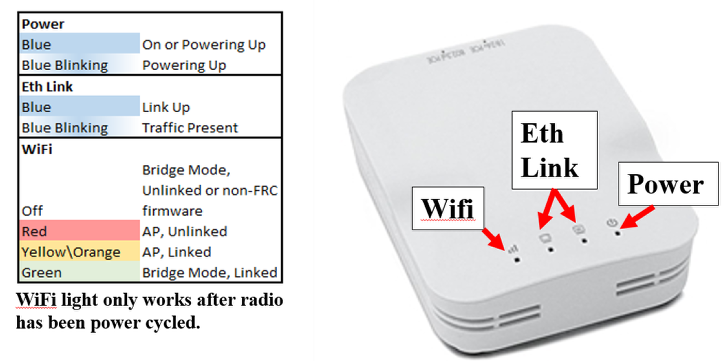 Power
Blue On or Powering Up
Blue Blinking Powering Up
Eth Link
Blue Link Up
Blue Blinking Traffic Present
WiFi
Off Bridge Mode, Unlinked or non-FRC firmware
Red AP, Unlinked
Yellow\Orange AP, Linked
Green Bridge Mode, Linked
WiFi light only works after radio
has been power cycled.
Eth
Link
Wifi
Power